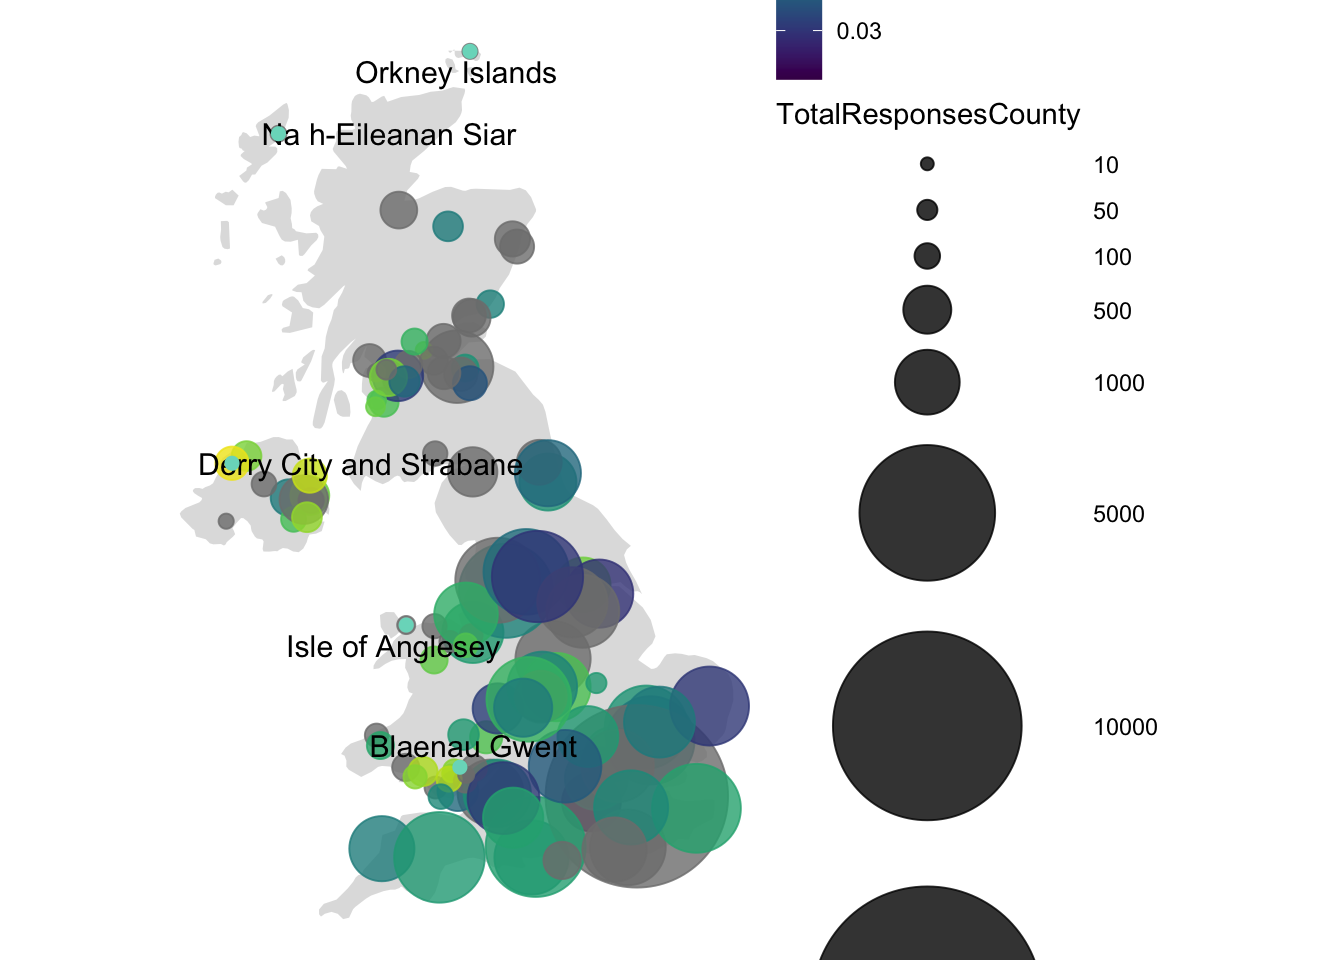 0.03
Orkney Islands
TotalResponsesCounty
Na h-Eileanan Siar
10
50
100
500
1000
Derry City and Strabane
5000
Isle of Anglesey
10000
Blaenau Gwent